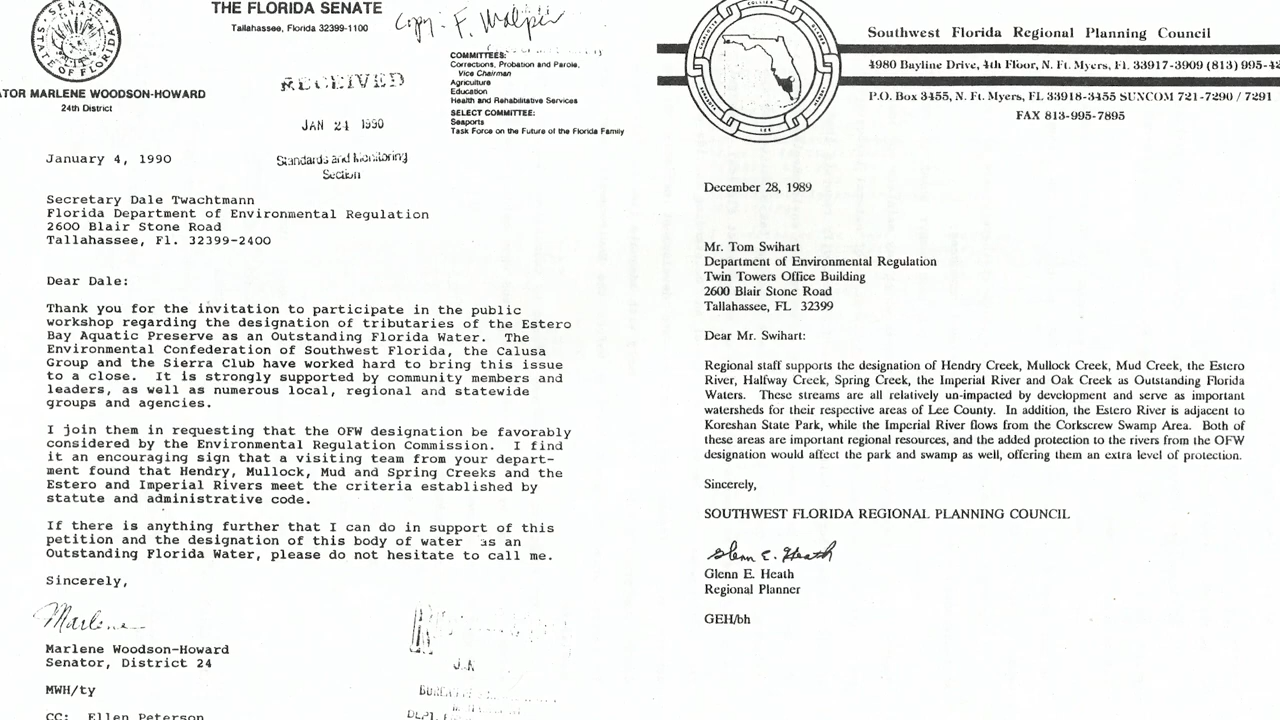 THE FLORIDA SENATE
Tallahassee, Florida 32399-1100
Copy: F.
SENATE
STATE OF FLORIDA
ATOR MARLENE WOODSON-HOWARD
24th District
COMMITTEES:
Corrections, Probation and Parole,
Vice Chairman
Agriculture
Education
Health and Rehabilitative Services
SELECT COMMITTEE:
Seaports
Task Force on the Future of the Florida Family
RECEIVED
JAN 24 1990
Standards and Monitoring
Section
January 4, 1990
Secretary Dale Twachtmann
Florida Department of Environmental Regulation
2600 Blair Stone Road
Tallahassee, Fl. 32399-2400
Dear Dale:
Thank you for the invitation to participate in the public
workshop regarding the designation of tributaries of the Estero
Bay Aquatic Preserve as an Outstanding Florida Water. The
Environmental Confederation of Southwest Florida, the Calusa
Group and the Sierra Club have worked hard to bring this issue
to a close. It is strongly supported by community members and
leaders, as well as numerous local, regional and statewide
groups and agencies.
I join them in requesting that the OFW designation be favorably
considered by the Environmental Regulation Commission. I find
it an encouraging sign that a visiting team from your depart-
ment found that Hendry, Mullock, Mud and Spring Creeks and the
Estero and Imperial Rivers meet the criteria established by
statute and administrative code.
If there is anything further that I can do in support of this
petition and the designation of this body of water as an
Outstanding Florida Water, please do not hesitate to call me.
Sincerely,
Marlene
Marlene Woodson-Howard
Senator, District 24
MWH/ty
CC: Ellen Peterson
Southwest Florida Regional Planning Council
4980 Bayline Drive, 4th Floor, N. Ft. Myers, Fl. 33917-3909 (813) 995-42
P.O. Box 3455, N. Ft. Myers, FL 33918-3455 SUNCOM 721-7290 / 7291
FAX 813-995-7895
LEE
December 28, 1989
Mr. Tom Swihart
Department of Environmental Regulation
Twin Towers Office Building
2600 Blair Stone Road
Tallahassee, FL 32399
Dear Mr. Swihart:
Regional staff supports the designation of Hendry Creek, Mullock Creek, Mud Creek, the Estero
River, Halfway Creek, Spring Creek, the Imperial River and Oak Creek as Outstanding Florida
Waters. These streams are all relatively un-impacted by development and serve as important
watersheds for their respective areas of Lee County. In addition, the Estero River is adjacent to
Koreshan State Park, while the Imperial River flows from the Corkscrew Swamp Area. Both of
these areas are important regional resources, and the added protection to the rivers from the OFW
designation would affect the park and swamp as well, offering them an extra level of protection.
Sincerely,
SOUTHWEST FLORIDA REGIONAL PLANNING COUNCIL
Glenn E. Heath
Glenn E. Heath
Regional Planner
GEH/bh